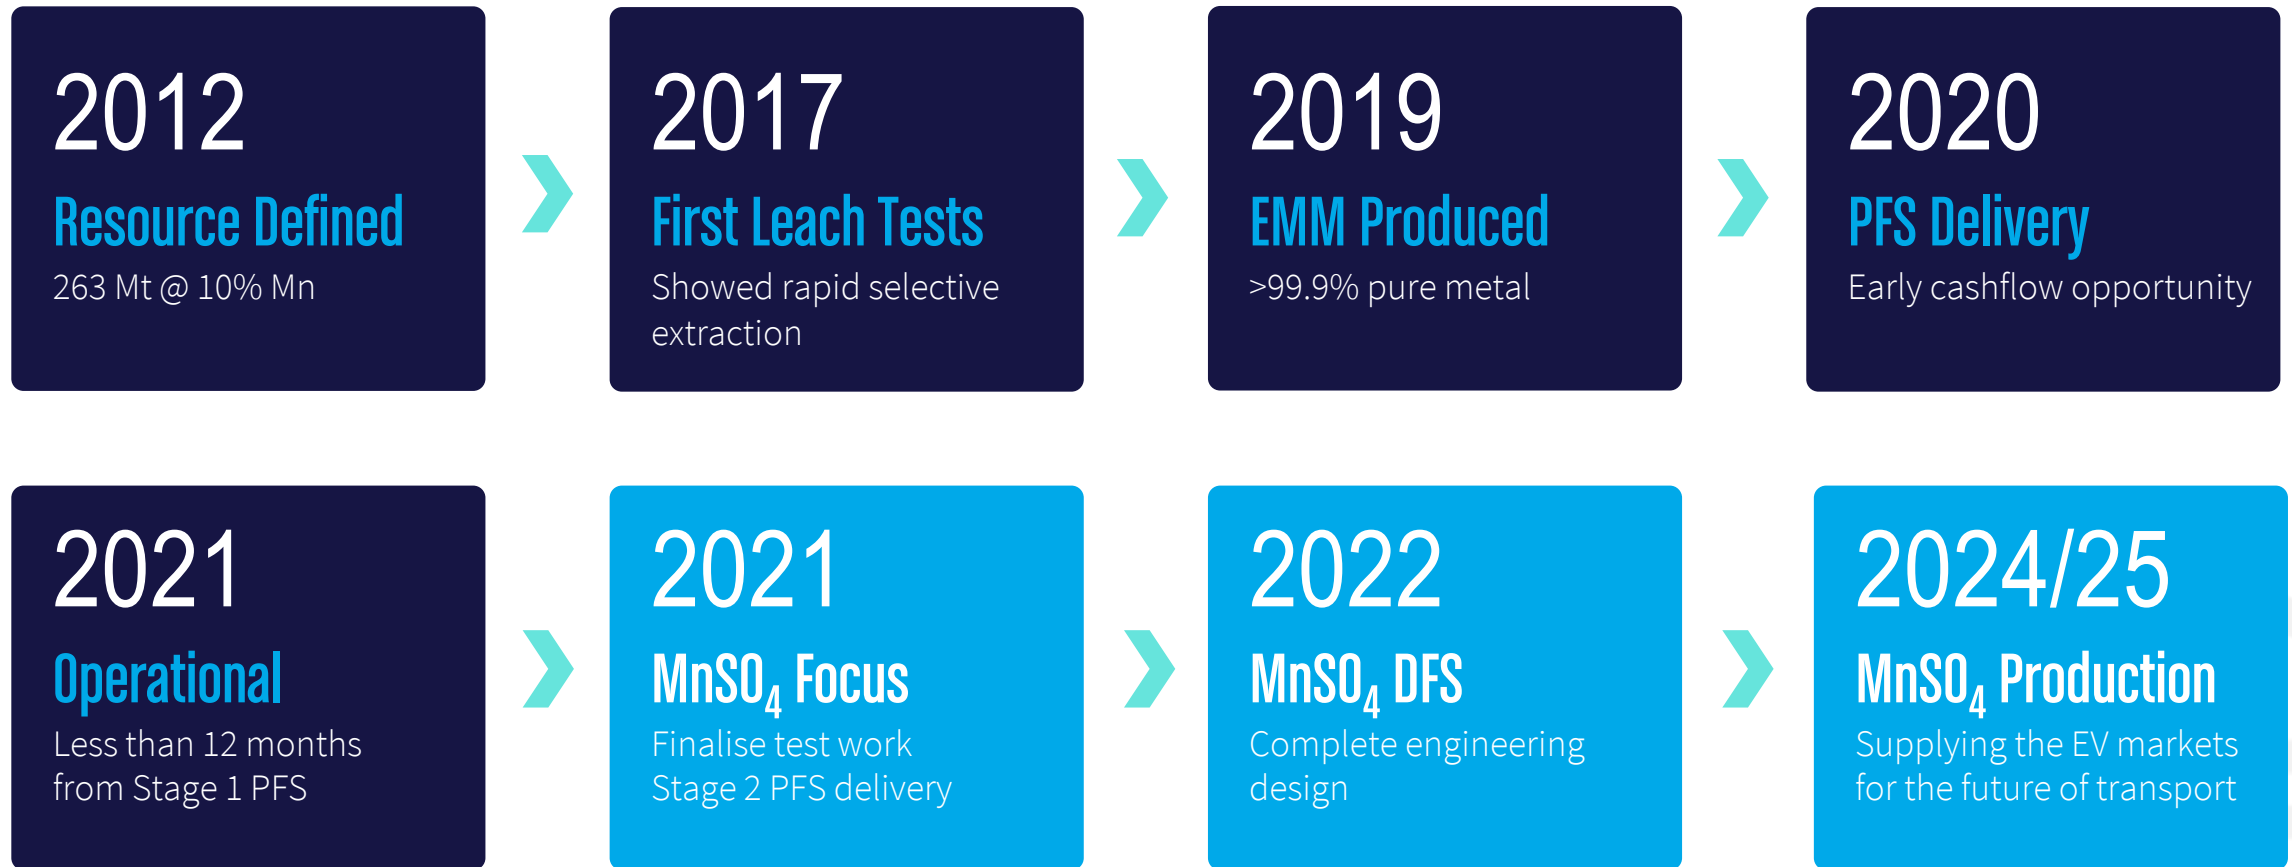 2012
Resource Defined
263 Mt @ 10% Mn
2017
First Leach Tests
Showed rapid selective
extraction
2019
EMM Produced
>99.9% pure metal
2020
PFS Delivery
Early cashflow opportunity
2021
Operational
Less than 12 months
from Stage 1 PFS
2021
MnSO₄ Focus
Finalise test work
Stage 2 PFS delivery
2022
MnSO₄ DFS
Complete engineering
design
2024/25
MnSO₄ Production
Supplying the EV markets
for the future of transport